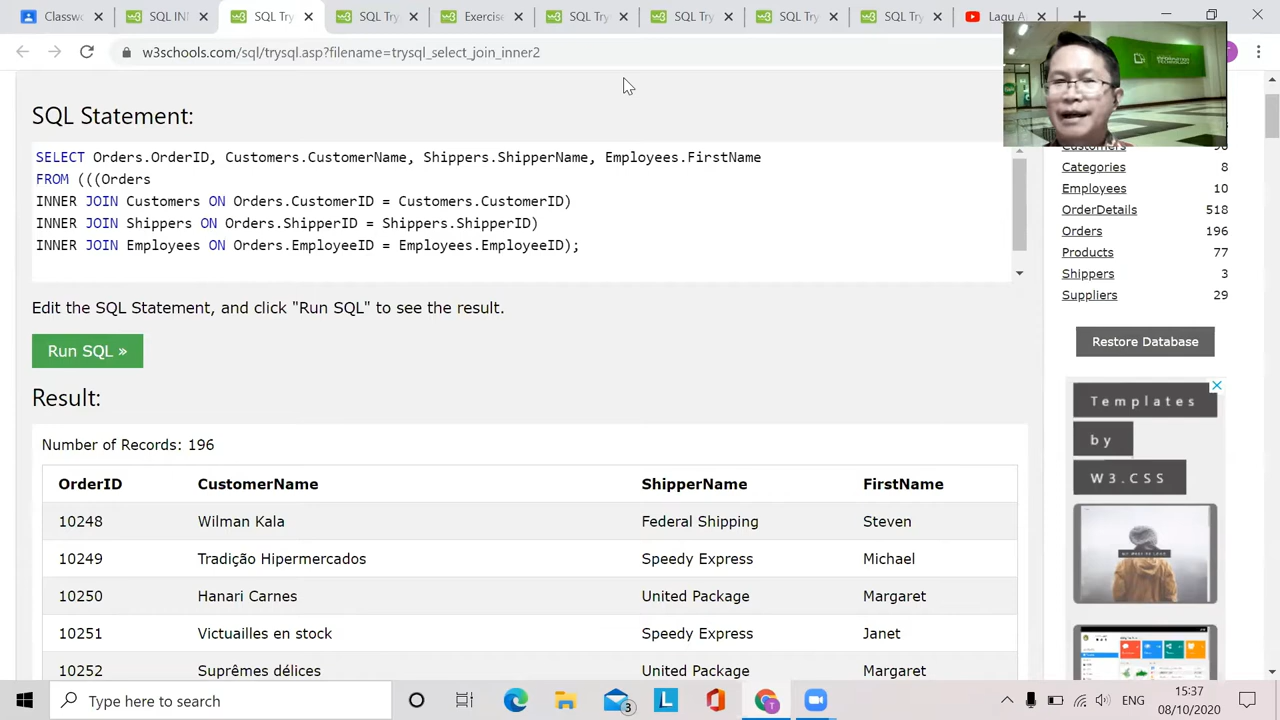 Classwo
SQL Inti
SQL Try
SQL Try
Exercise
SQL Try
SQL Try
SQL Try
SQL Try
Lagu A
w3schools.com/sql/trysql.asp?filename=trysql_select_join_inner2
SQL Statement:
SELECT Orders.OrderID, Customers.CustomerName, Shippers.ShipperName, Employees.FirstName
FROM (((Orders
INNER JOIN Customers ON Orders.CustomerID = Customers.CustomerID)
INNER JOIN Shippers ON Orders.ShipperID = Shippers.ShipperID)
INNER JOIN Employees ON Orders.EmployeeID = Employees.EmployeeID);
Edit the SQL Statement, and click "Run SQL" to see the result.
Run SQL »
Result:
Number of Records: 196
OrderID CustomerName ShipperName FirstName
10248 Wilman Kala Federal Shipping Steven
10249 Tradição Hipermercados Speedy Express Michael
10250 Hanari Carnes United Package Margaret
10251 Victuailles en stock Speedy Express Janet
10252 Suprêmes délices United Package Margaret
Customers
Categories 8
Employees 10
OrderDetails 518
Orders 196
Products 77
Shippers 3
Suppliers 29
Restore Database
Templates
by
W3.CSS
Type here to search
3
ENG
15:37
08/10/2020
1